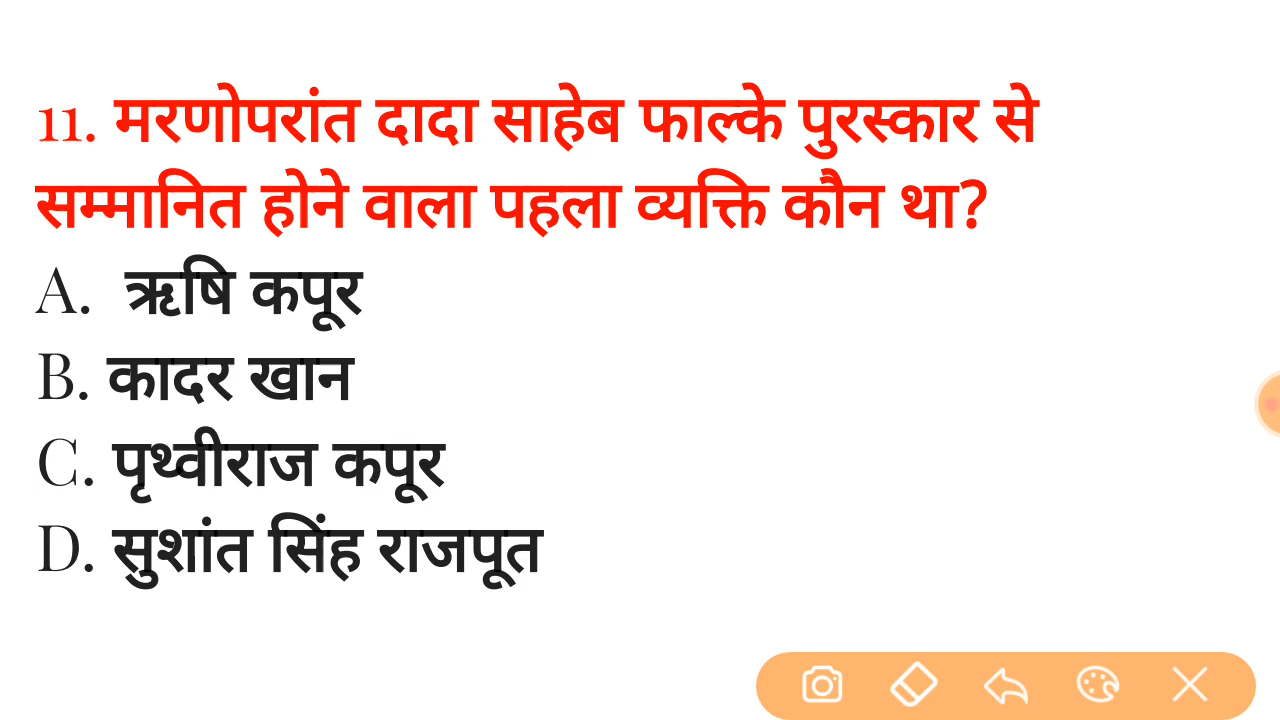 11. मरणोपरांत दादा साहेब फाल्के पुरस्कार से
सम्मानित होने वाला पहला व्यक्ति कौन था?
A. ऋषि कपूर
B. कादर खान
C. पृथ्वीराज कपूर
D. सुशांत सिंह राजपूत